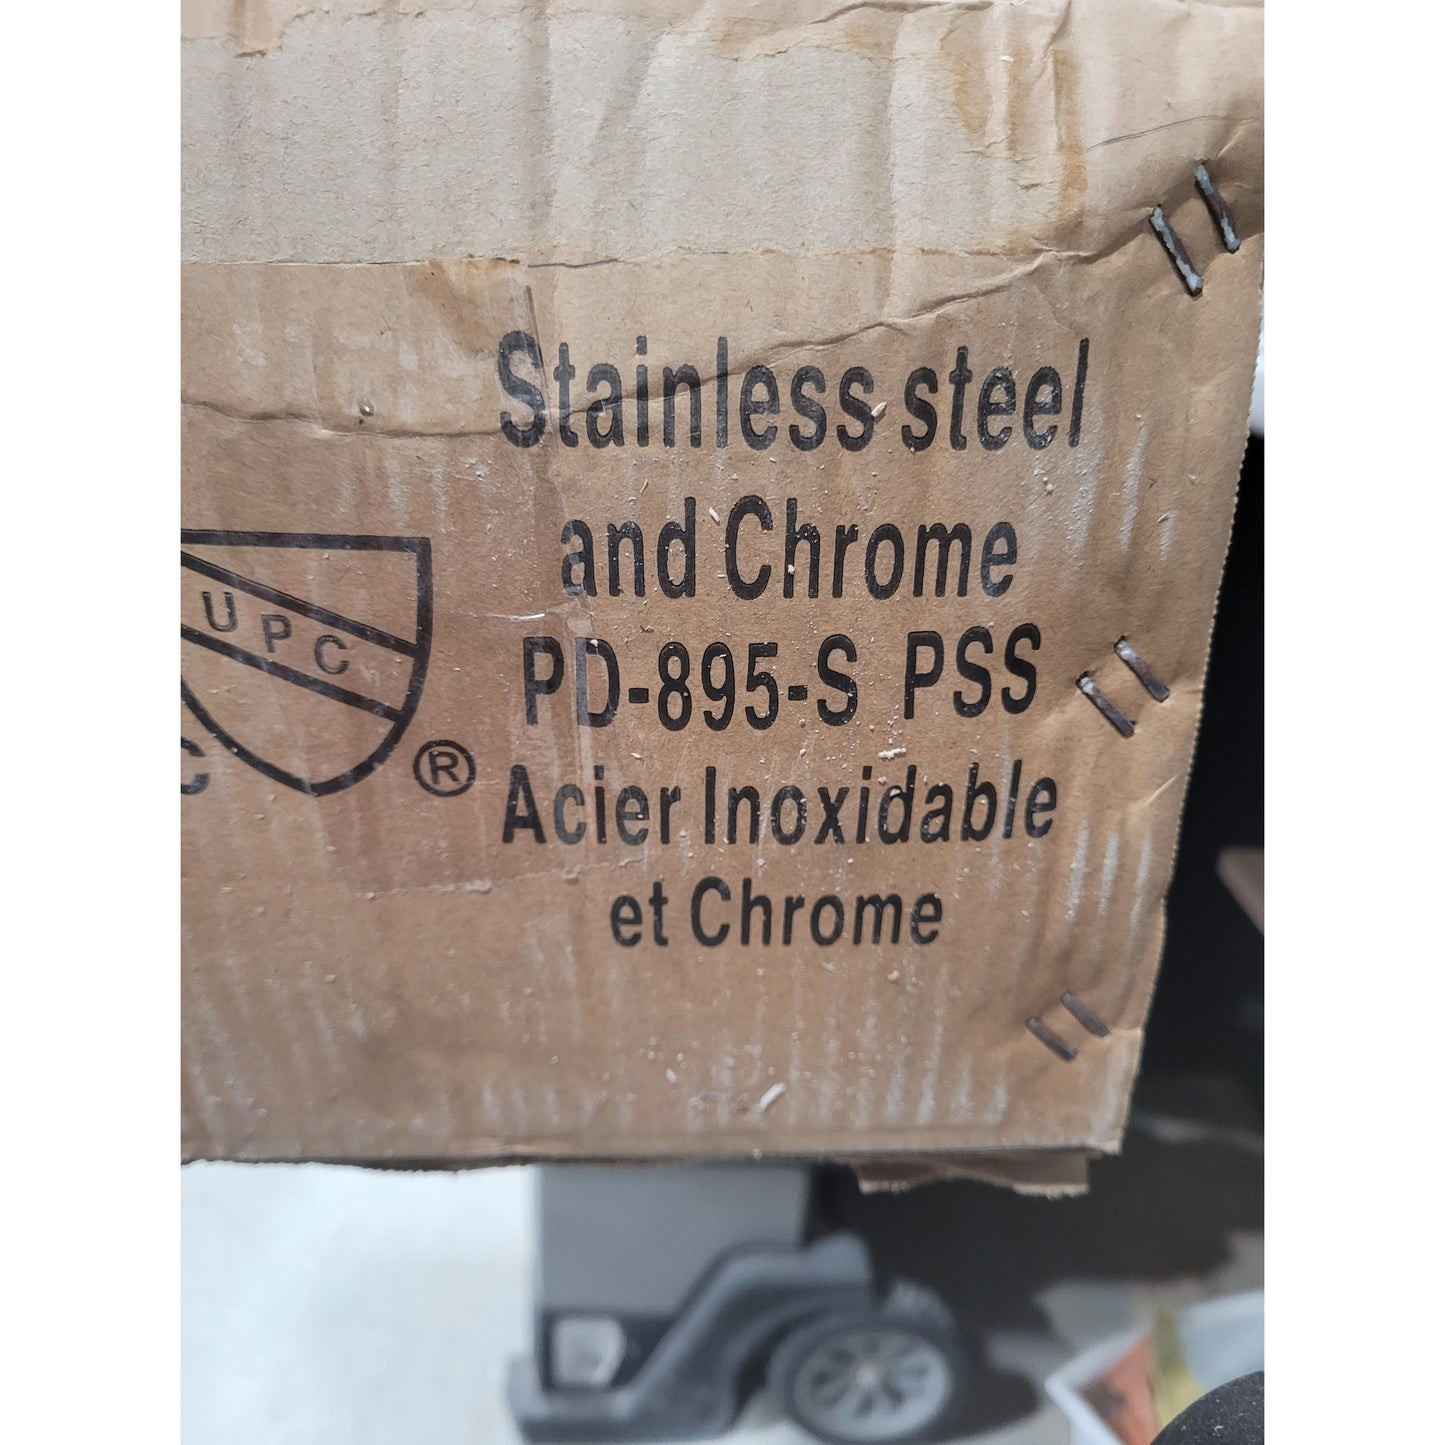 Stainless steel
and Chrome
PD-895-S PSS
Acier Inoxidable
et Chrome
UPC
C
®